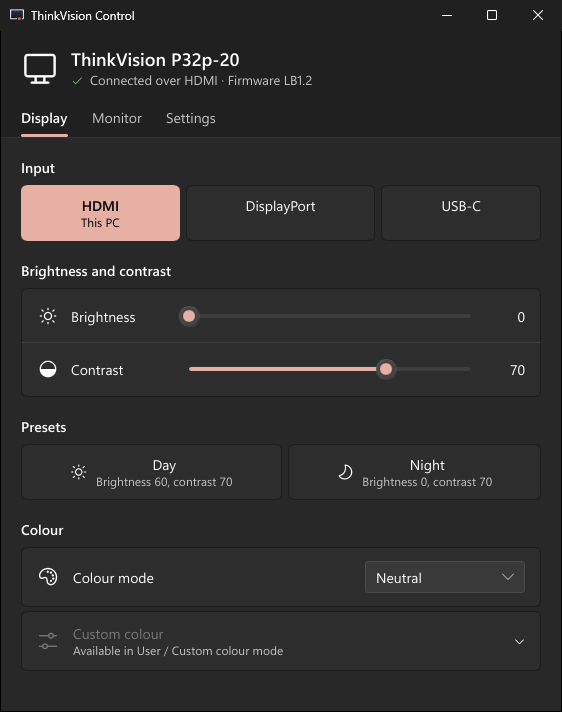 ThinkVision Control
ThinkVision P32p-20
Connected over HDMI · Firmware LB1.2
Display Monitor Settings
Input
HDMI DisplayPort USB-C
This PC
Brightness and contrast
Brightness 0
Contrast 70
Presets
Day Night
Brightness 60, contrast 70 Brightness 0, contrast 70
Colour
Colour mode Neutral
Custom colour
Available in User / Custom colour mode